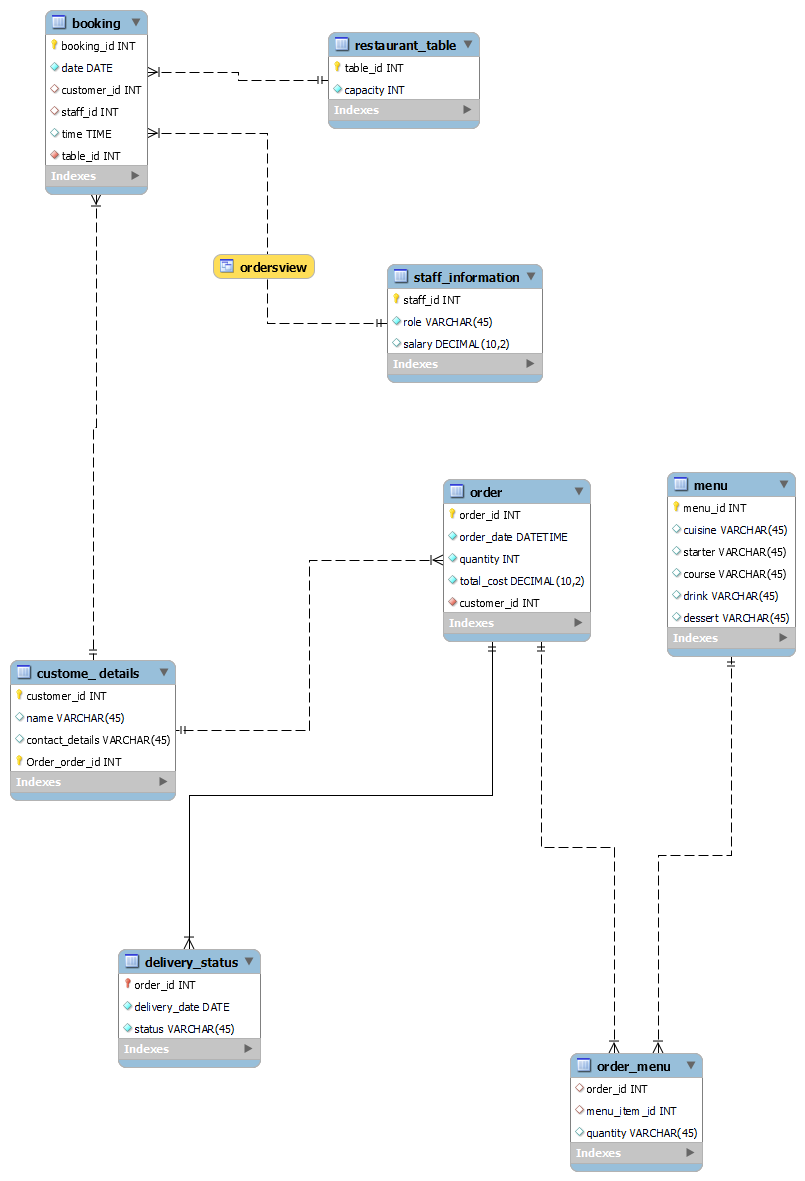 booking
booking_id INT
date DATE
customer_id INT
staff_id INT
time TIME
table_id INT
Indexes
restaurant_table
table_id INT
capacity INT
Indexes
ordersview
staff_information
staff_id INT
role VARCHAR(45)
salary DECIMAL(10,2)
Indexes
order
order_id INT
order_date DATETIME
quantity INT
total_cost DECIMAL(10,2)
customer_id INT
Indexes
menu
menu_id INT
cuisine VARCHAR(45)
starter VARCHAR(45)
course VARCHAR(45)
drink VARCHAR(45)
dessert VARCHAR(45)
Indexes
custome_ details
customer_id INT
name VARCHAR(45)
contact_details VARCHAR(45)
Order_order_id INT
Indexes
delivery_status
order_id INT
delivery_date DATE
status VARCHAR(45)
Indexes
order_menu
order_id INT
menu_item_id INT
quantity VARCHAR(45)
Indexes